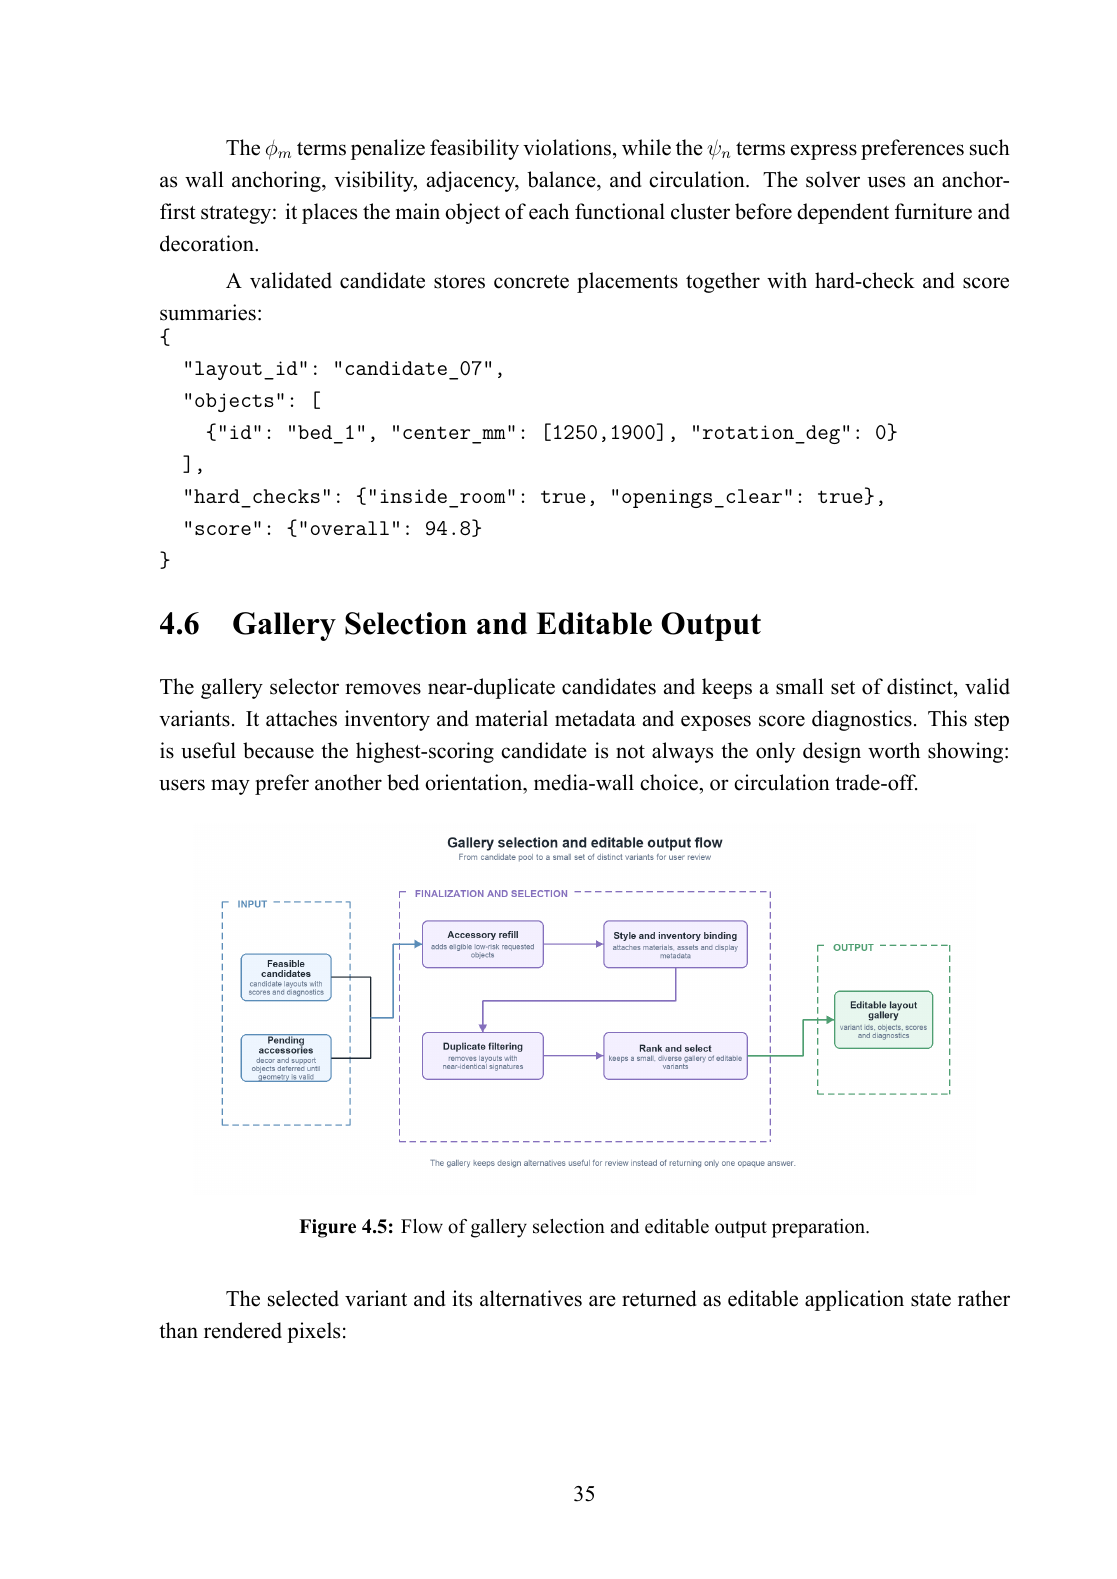 The ϕm terms penalize feasibility violations, while the ψn terms express preferences such
as wall anchoring, visibility, adjacency, balance, and circulation. The solver uses an anchor-
first strategy: it places the main object of each functional cluster before dependent furniture and
decoration.
A validated candidate stores concrete placements together with hard-check and score
summaries:
{
"layout_id": "candidate_07",
"objects": [
{"id": "bed_1", "center_mm": [1250,1900], "rotation_deg": 0}
],
"hard_checks": {"inside_room": true, "openings_clear": true},
"score": {"overall": 94.8}
}
4.6 Gallery Selection and Editable Output
The gallery selector removes near-duplicate candidates and keeps a small set of distinct, valid
variants. It attaches inventory and material metadata and exposes score diagnostics. This step
is useful because the highest-scoring candidate is not always the only design worth showing:
users may prefer another bed orientation, media-wall choice, or circulation trade-off.
Gallery selection and editable output flow
From candidate pool to a small set of distinct variants for user review
INPUT
Feasible
candidates
candidate layouts with
scores and diagnostics
Pending
accessories
decor and support
objects deferred until
geometry is valid
FINALIZATION AND SELECTION
Accessory refill
adds eligible low-risk requested
objects
Style and inventory binding
attaches materials, assets and display
metadata
Duplicate filtering
removes layouts with
near-identical signatures
Rank and select
keeps a small, diverse gallery of editable
variants
OUTPUT
Editable layout
gallery
variant ids, objects, scores
and diagnostics
The gallery keeps design alternatives useful for review instead of returning only one opaque answer.
Figure 4.5: Flow of gallery selection and editable output preparation.
The selected variant and its alternatives are returned as editable application state rather
than rendered pixels:
35